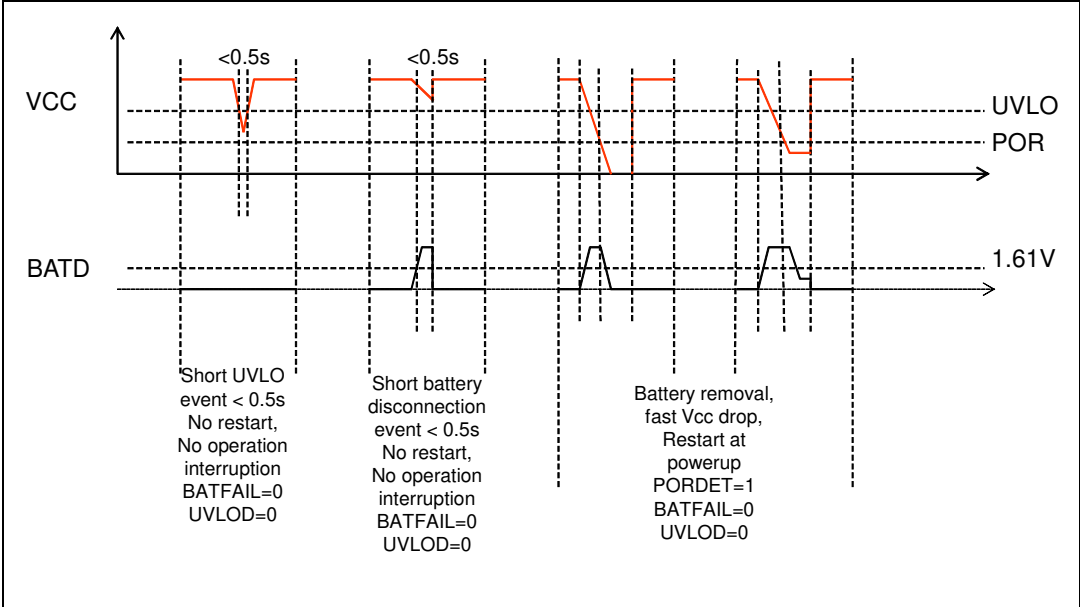 <0.5s
<0.5s
VCC
UVLO
POR
BATD
1.61V
Short UVLO
event < 0.5s
No restart,
No operation
interruption
BATFAIL=0
UVLOD=0
Short battery
disconnection
event < 0.5s
No restart,
No operation
interruption
BATFAIL=0
UVLOD=0
Battery removal,
fast Vcc drop,
Restart at
powerup
PORDET=1
BATFAIL=0
UVLOD=0